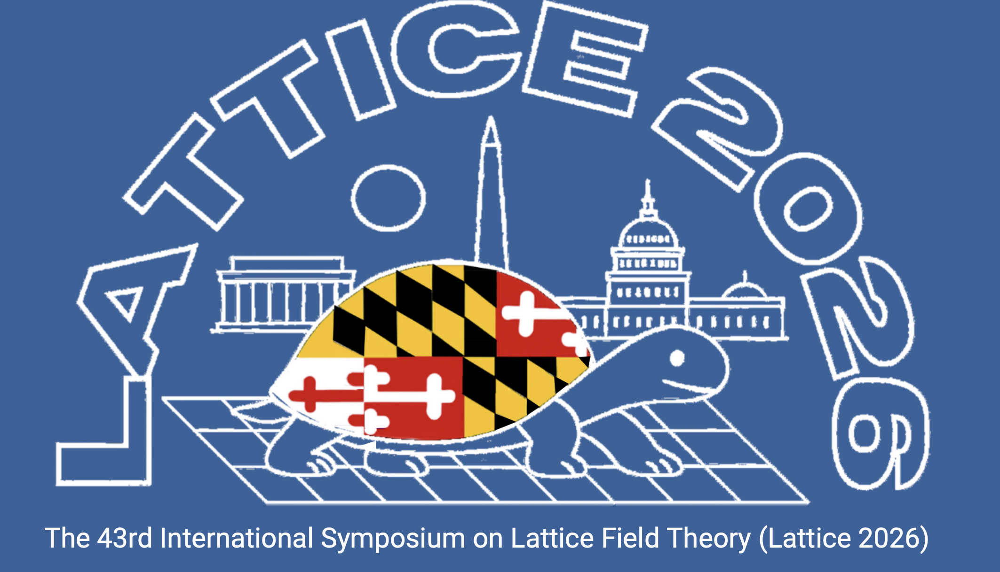 LATTICE 2026
The 43rd International Symposium on Lattice Field Theory (Lattice 2026)